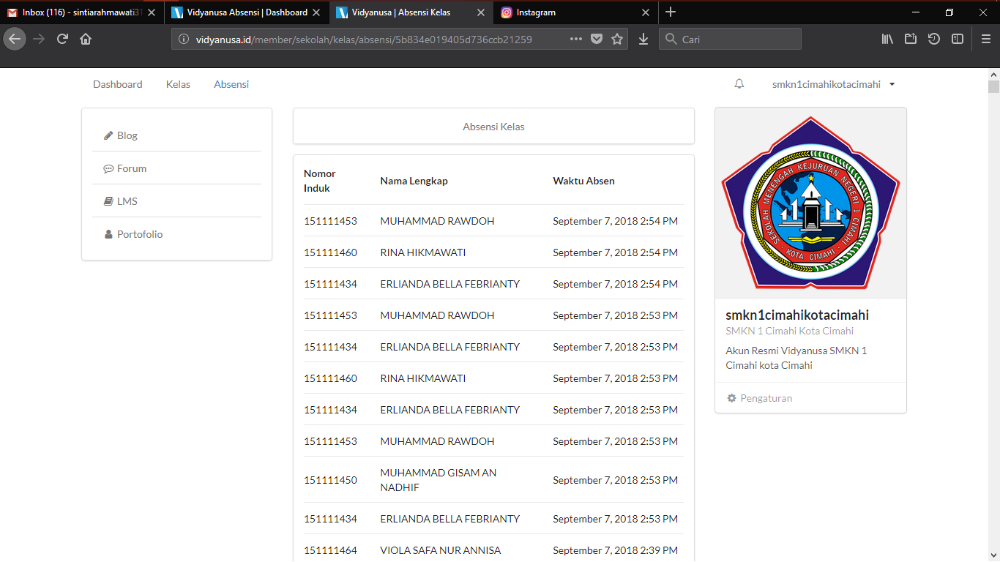 Inbox (116) - sintiarahmawati31
Vidyanusa Absensi | Dashboard
Vidyanusa | Absensi Kelas
Instagram
vidyanusa.id/member/sekolah/kelas/absensi/5b834e019405d736ccb21259
Cari
Dashboard Kelas Absensi
smkn1cimahikotacimahi
Blog
Forum
LMS
Portofolio
Absensi Kelas
Nomor Induk Nama Lengkap Waktu Absen
151111453 MUHAMMAD RAWDOH September 7, 2018 2:54 PM
151111460 RINA HIKMAWATI September 7, 2018 2:54 PM
151111434 ERLIANDA BELLA FEBRIANTY September 7, 2018 2:54 PM
151111453 MUHAMMAD RAWDOH September 7, 2018 2:53 PM
151111434 ERLIANDA BELLA FEBRIANTY September 7, 2018 2:53 PM
151111460 RINA HIKMAWATI September 7, 2018 2:53 PM
151111434 ERLIANDA BELLA FEBRIANTY September 7, 2018 2:53 PM
151111453 MUHAMMAD RAWDOH September 7, 2018 2:53 PM
151111450 MUHAMMAD GISAM AN NADHIF September 7, 2018 2:53 PM
151111434 ERLIANDA BELLA FEBRIANTY September 7, 2018 2:53 PM
151111464 VIOLA SAFA NUR ANNISA September 7, 2018 2:39 PM
SEKOLAH MENENGAH KEJURUAN NEGERI 1 CIMAHI
KOTA CIMAHI
smkn1cimahikotacimahi
SMKN 1 Cimahi Kota Cimahi
Akun Resmi Vidyanusa SMKN 1
Cimahi kota Cimahi
Pengaturan